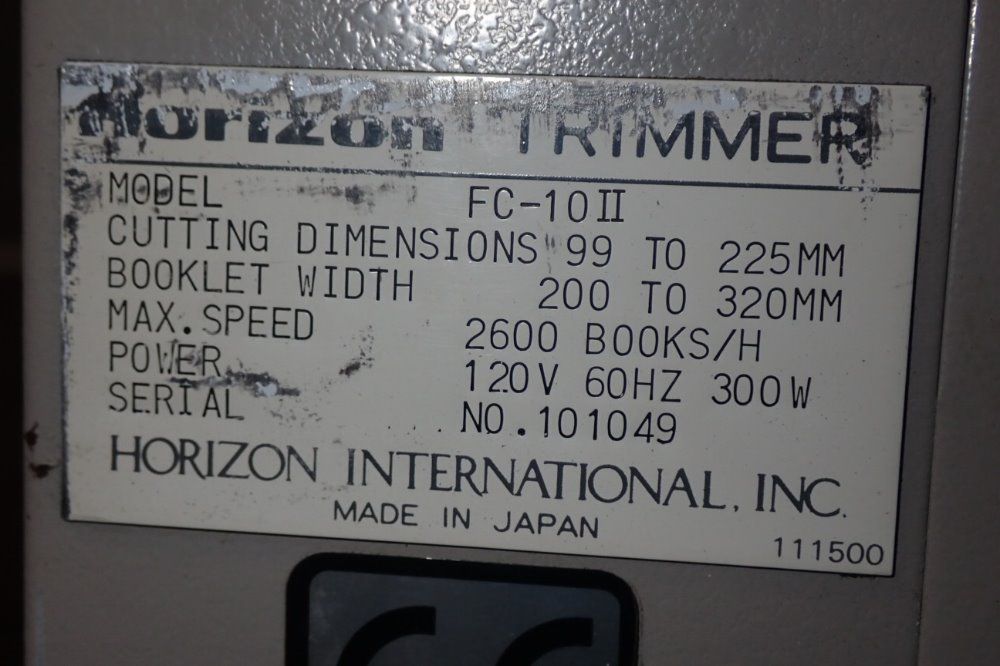 Horizon TRIMMER
MODEL FC-10II
CUTTING DIMENSIONS 99 TO 225MM
BOOKLET WIDTH 200 TO 320MM
MAX.SPEED 2600 BOOKS/H
POWER 120V 60HZ 300W
SERIAL NO.101049
HORIZON INTERNATIONAL, INC.
MADE IN JAPAN
111500
CE